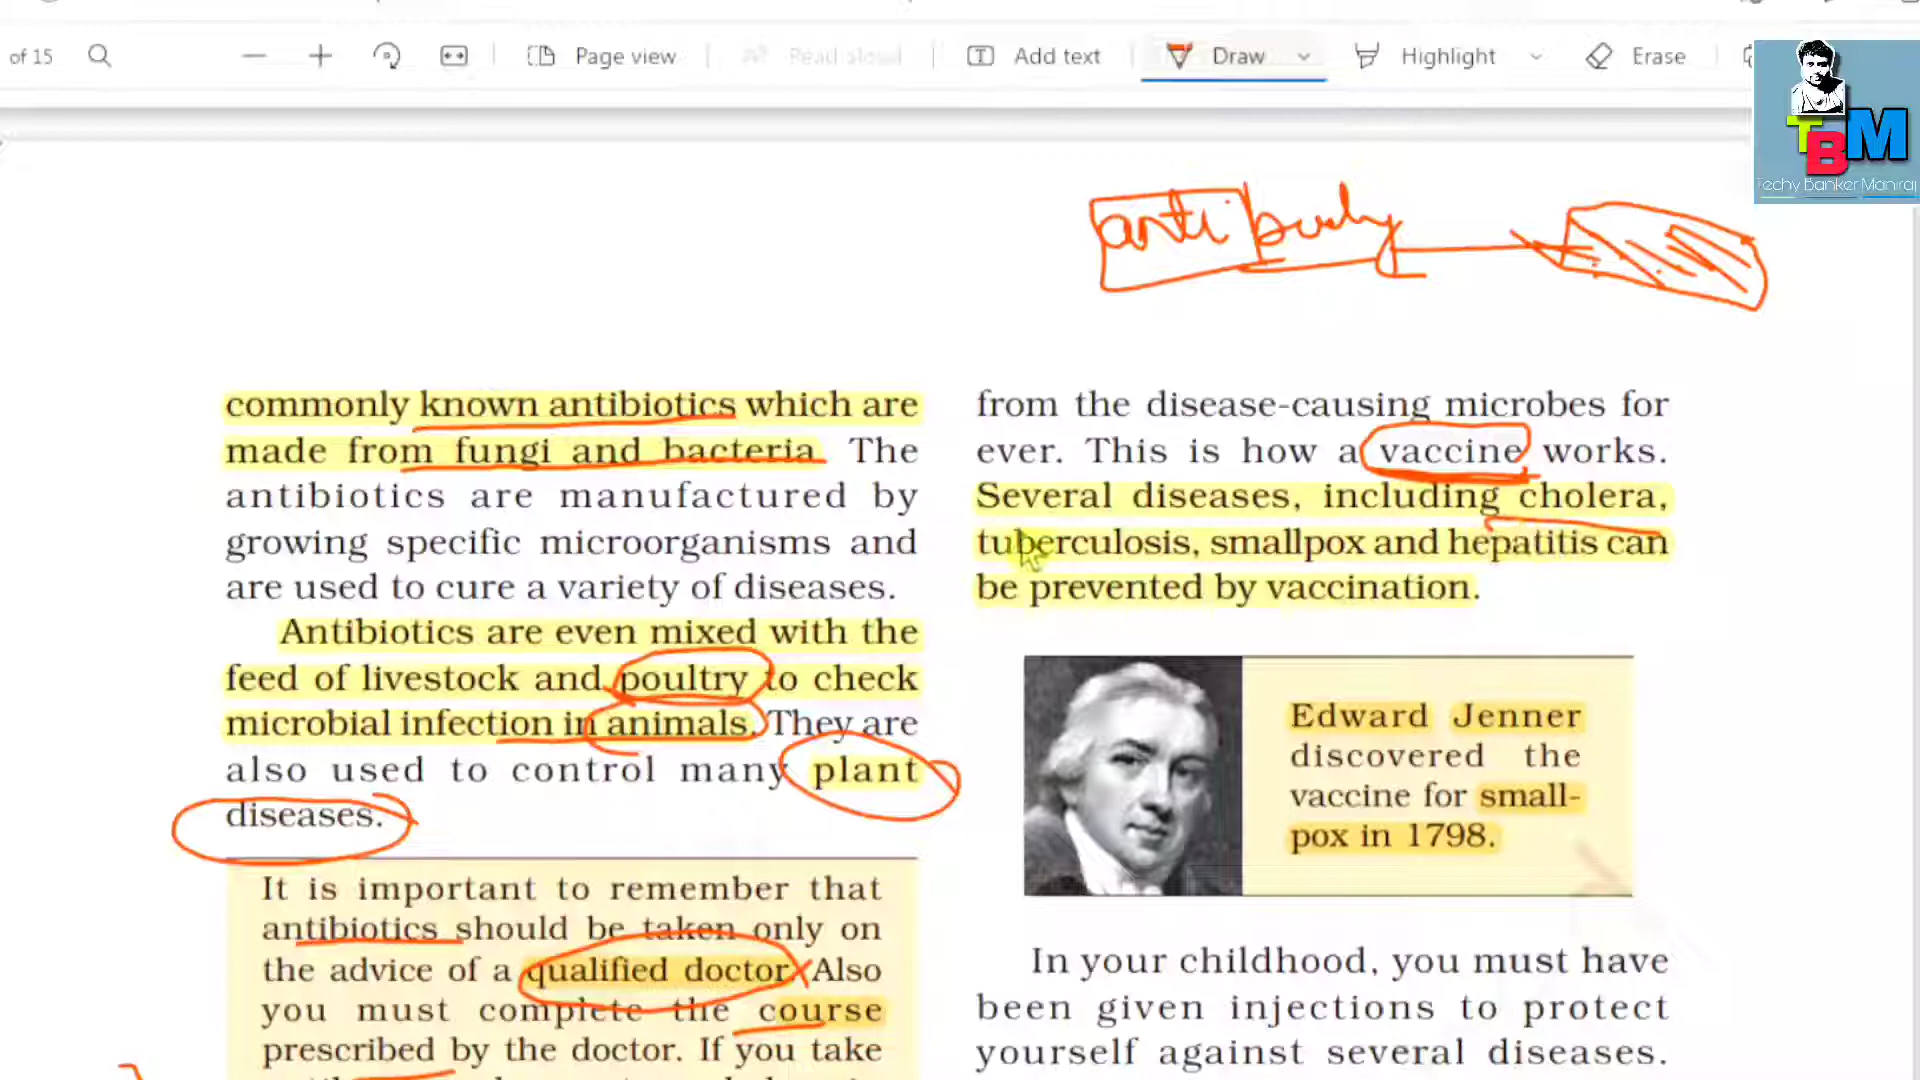 of 15
Page view
Read aloud
Add text
Draw
Highlight
Erase
TBM
Techy Banker Maniraj
anti body
commonly known antibiotics which are
made from fungi and bacteria. The
antibiotics are manufactured by
growing specific microorganisms and
are used to cure a variety of diseases.
Antibiotics are even mixed with the
feed of livestock and poultry to check
microbial infection in animals. They are
also used to control many plant
diseases.
It is important to remember that
antibiotics should be taken only on
the advice of a qualified doctor. Also
you must complete the course
prescribed by the doctor. If you take
from the disease-causing microbes for
ever. This is how a vaccine works.
Several diseases, including cholera,
tuberculosis, smallpox and hepatitis can
be prevented by vaccination.
Edward Jenner
discovered the
vaccine for small-
pox in 1798.
In your childhood, you must have
been given injections to protect
yourself against several diseases.